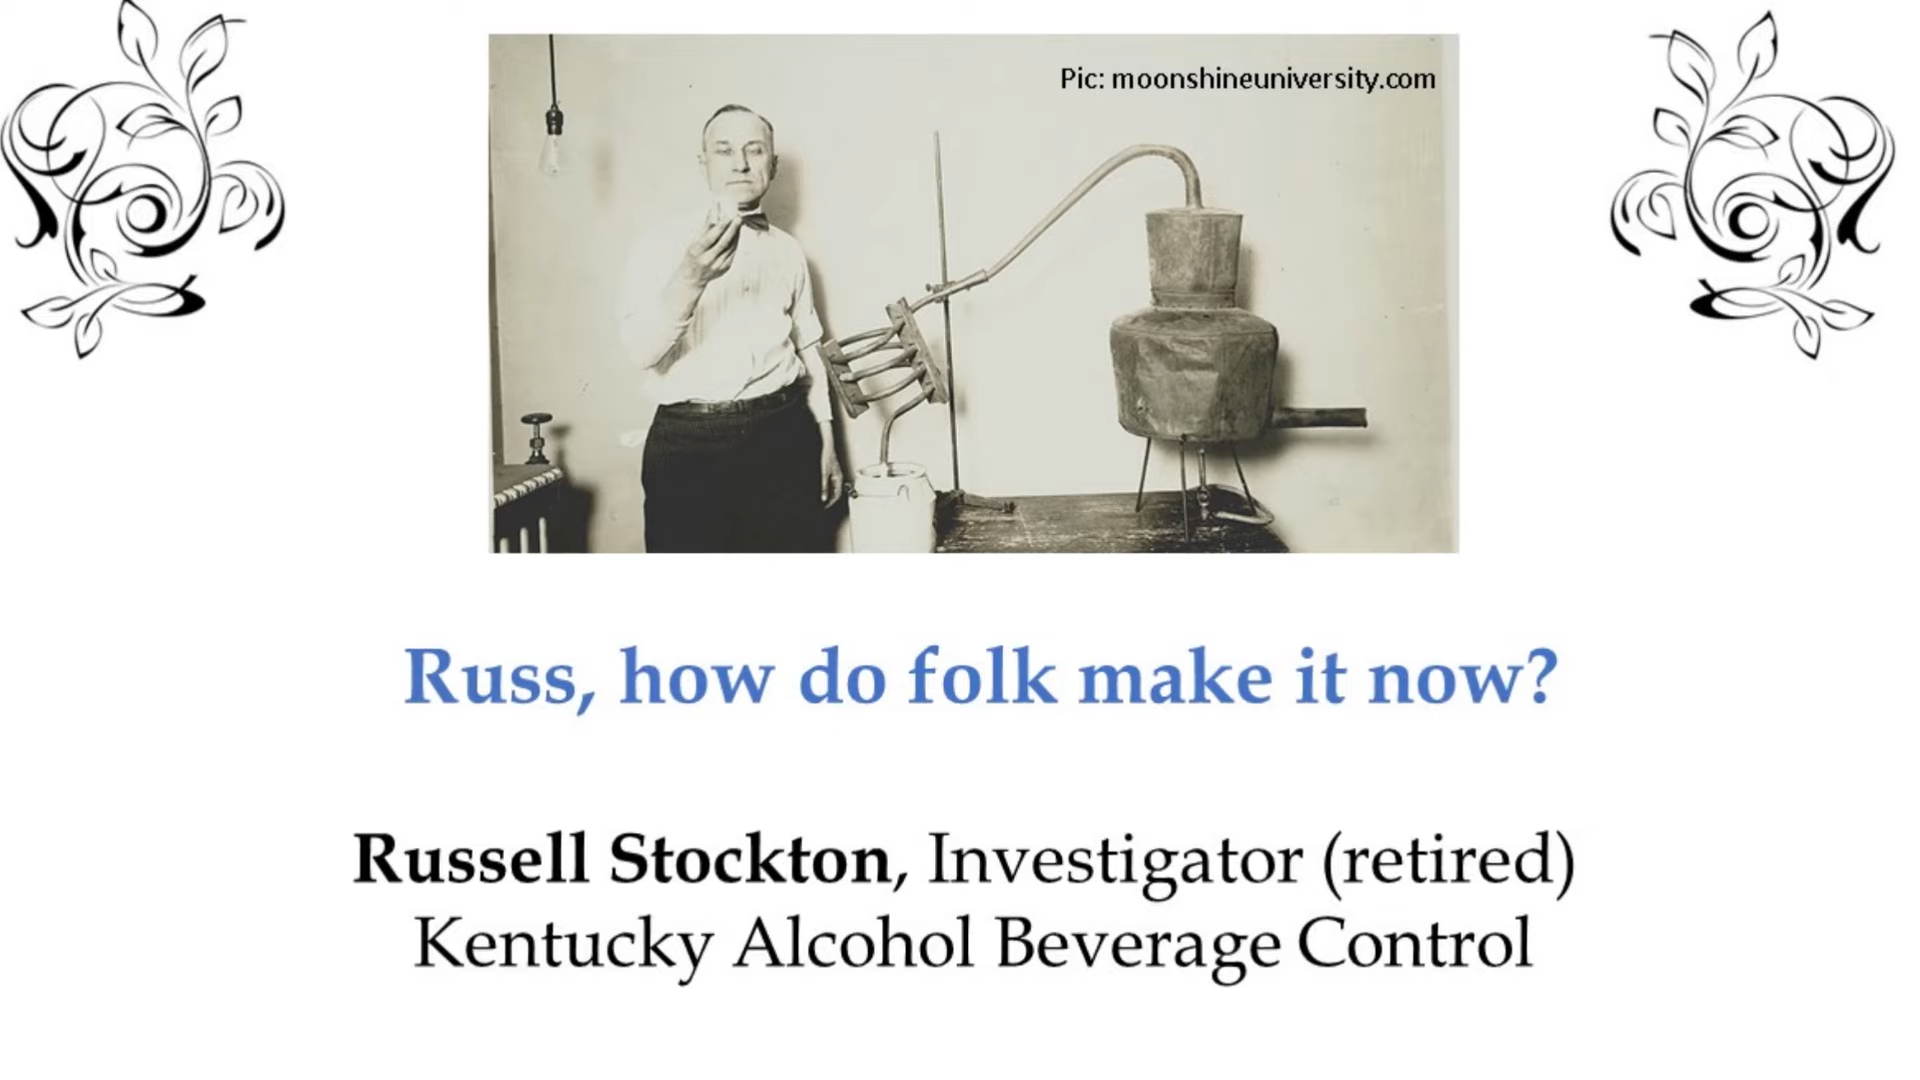 Pic: moonshineuniversity.com
Russ, how do folk make it now?
Russell Stockton, Investigator (retired)
Kentucky Alcohol Beverage Control